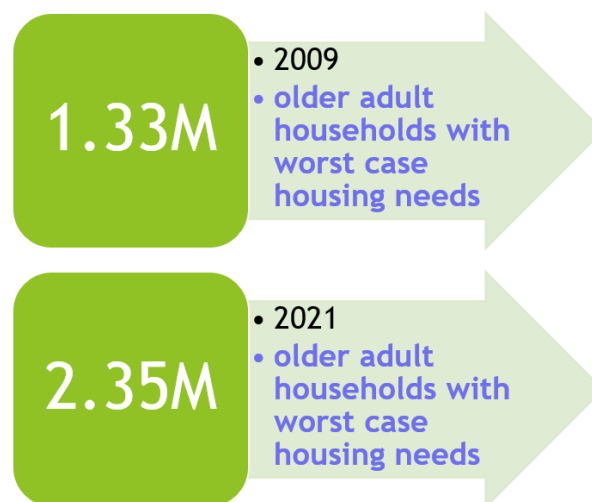 1.33M
• 2009
• older adult
households with
worst case
housing needs
2.35M
• 2021
• older adult
households with
worst case
housing needs